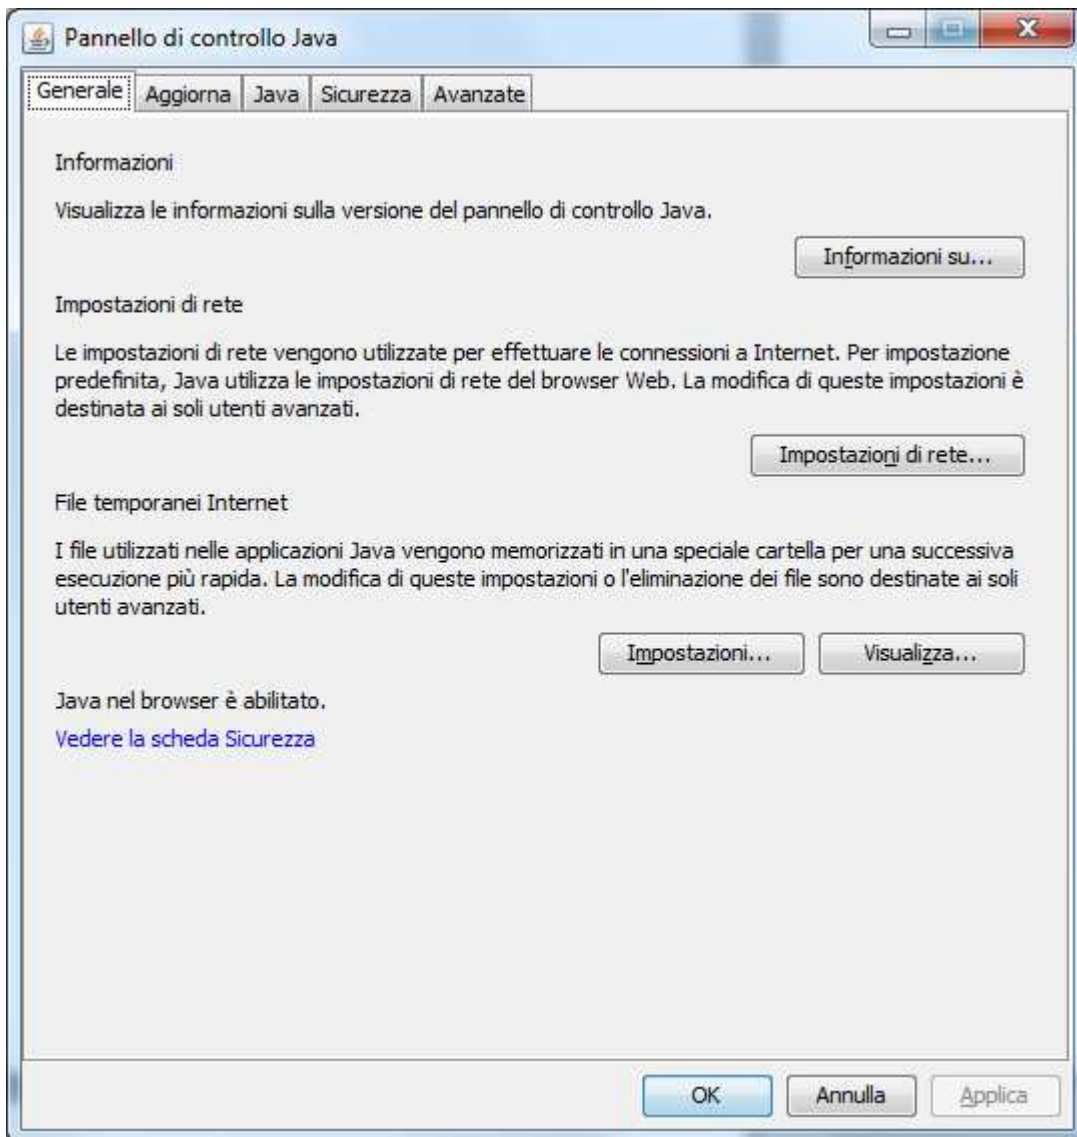 Pannello di controllo Java
Generale Aggiorna Java Sicurezza Avanzate
Informazioni
Visualizza le informazioni sulla versione del pannello di controllo Java.
Informazioni su...
Impostazioni di rete
Le impostazioni di rete vengono utilizzate per effettuare le connessioni a Internet. Per impostazione
predefinita, Java utilizza le impostazioni di rete del browser Web. La modifica di queste impostazioni è
destinata ai soli utenti avanzati.
Impostazioni di rete...
File temporanei Internet
I file utilizzati nelle applicazioni Java vengono memorizzati in una speciale cartella per una successiva
esecuzione più rapida. La modifica di queste impostazioni o l'eliminazione dei file sono destinate ai soli
utenti avanzati.
Impostazioni... Visualizza...
Java nel browser è abilitato.
Vedere la scheda Sicurezza
OK Annulla Applica